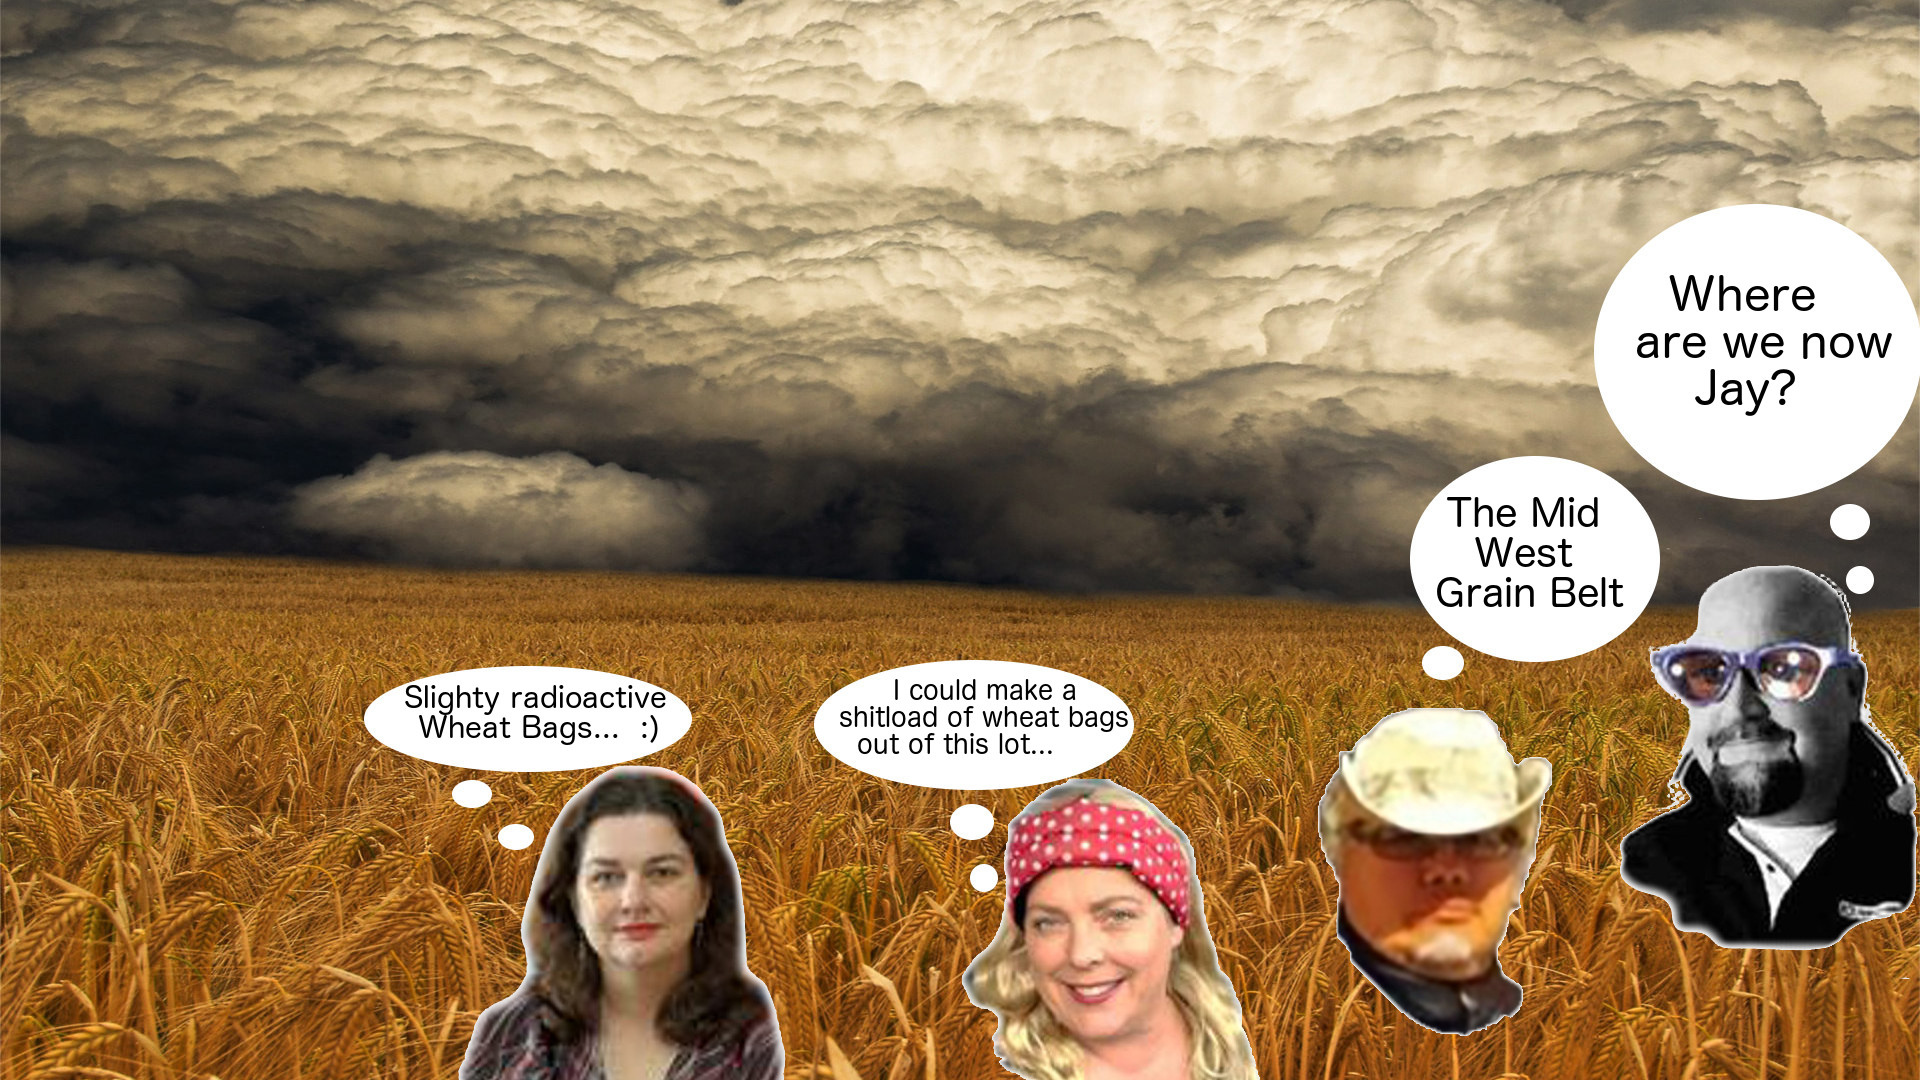 Where
are we now
Jay?
The Mid
West
Grain Belt
I could make a
shitload of wheat bags
out of this lot...
Slighty radioactive
Wheat Bags... :)